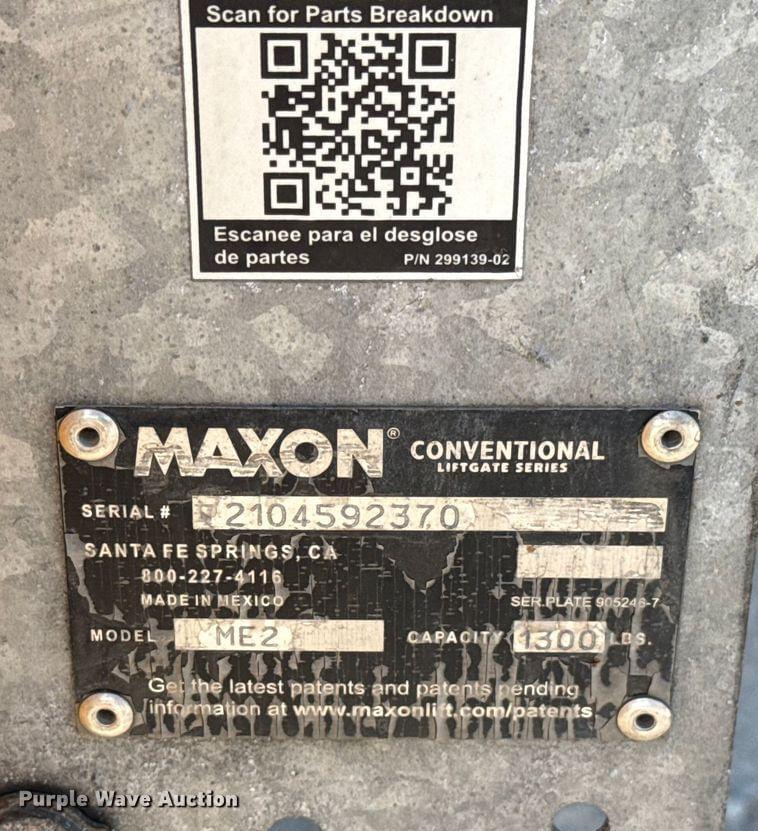 Scan for Parts Breakdown
Escanee para el desglose
de partes P/N 299139-02
MAXON® CONVENTIONAL
LIFTGATE SERIES
SERIAL # 2104592370
SANTA FE SPRINGS, CA
800-227-4116
MADE IN MEXICO SER.PLATE 905246-7
MODEL ME2 CAPACITY 1300 LBS.
Get the latest patents and patents pending
information at www.maxonlift.com/patents
Purple Wave Auction